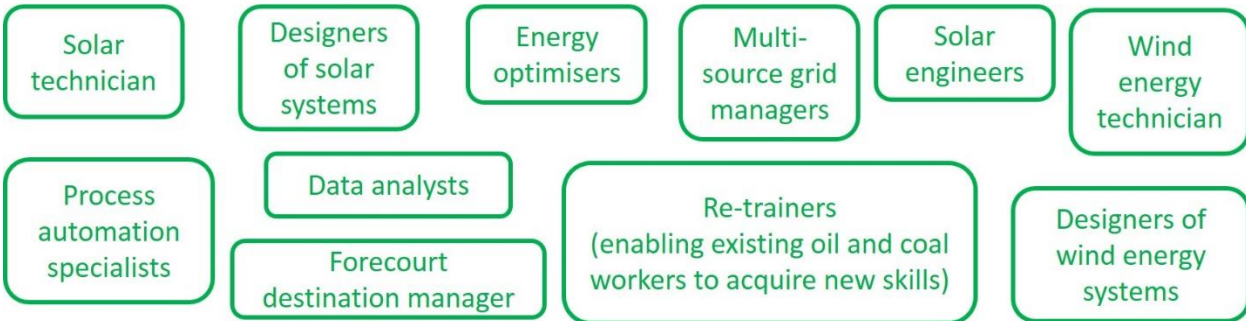 Solar
technician
Designers
of solar
systems
Energy
optimisers
Multi-
source grid
managers
Solar
engineers
Wind
energy
technician
Process
automation
specialists
Data analysts
Forecourt
destination manager
Re-trainers
(enabling existing oil and coal
workers to acquire new skills)
Designers of
wind energy
systems